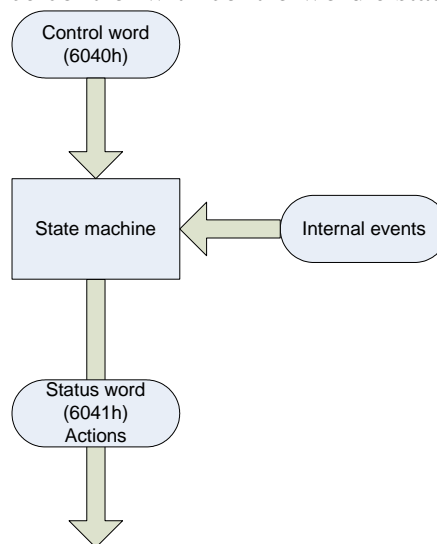 Control word
(6040h)
State machine
Internal events
Status word
(6041h)
Actions